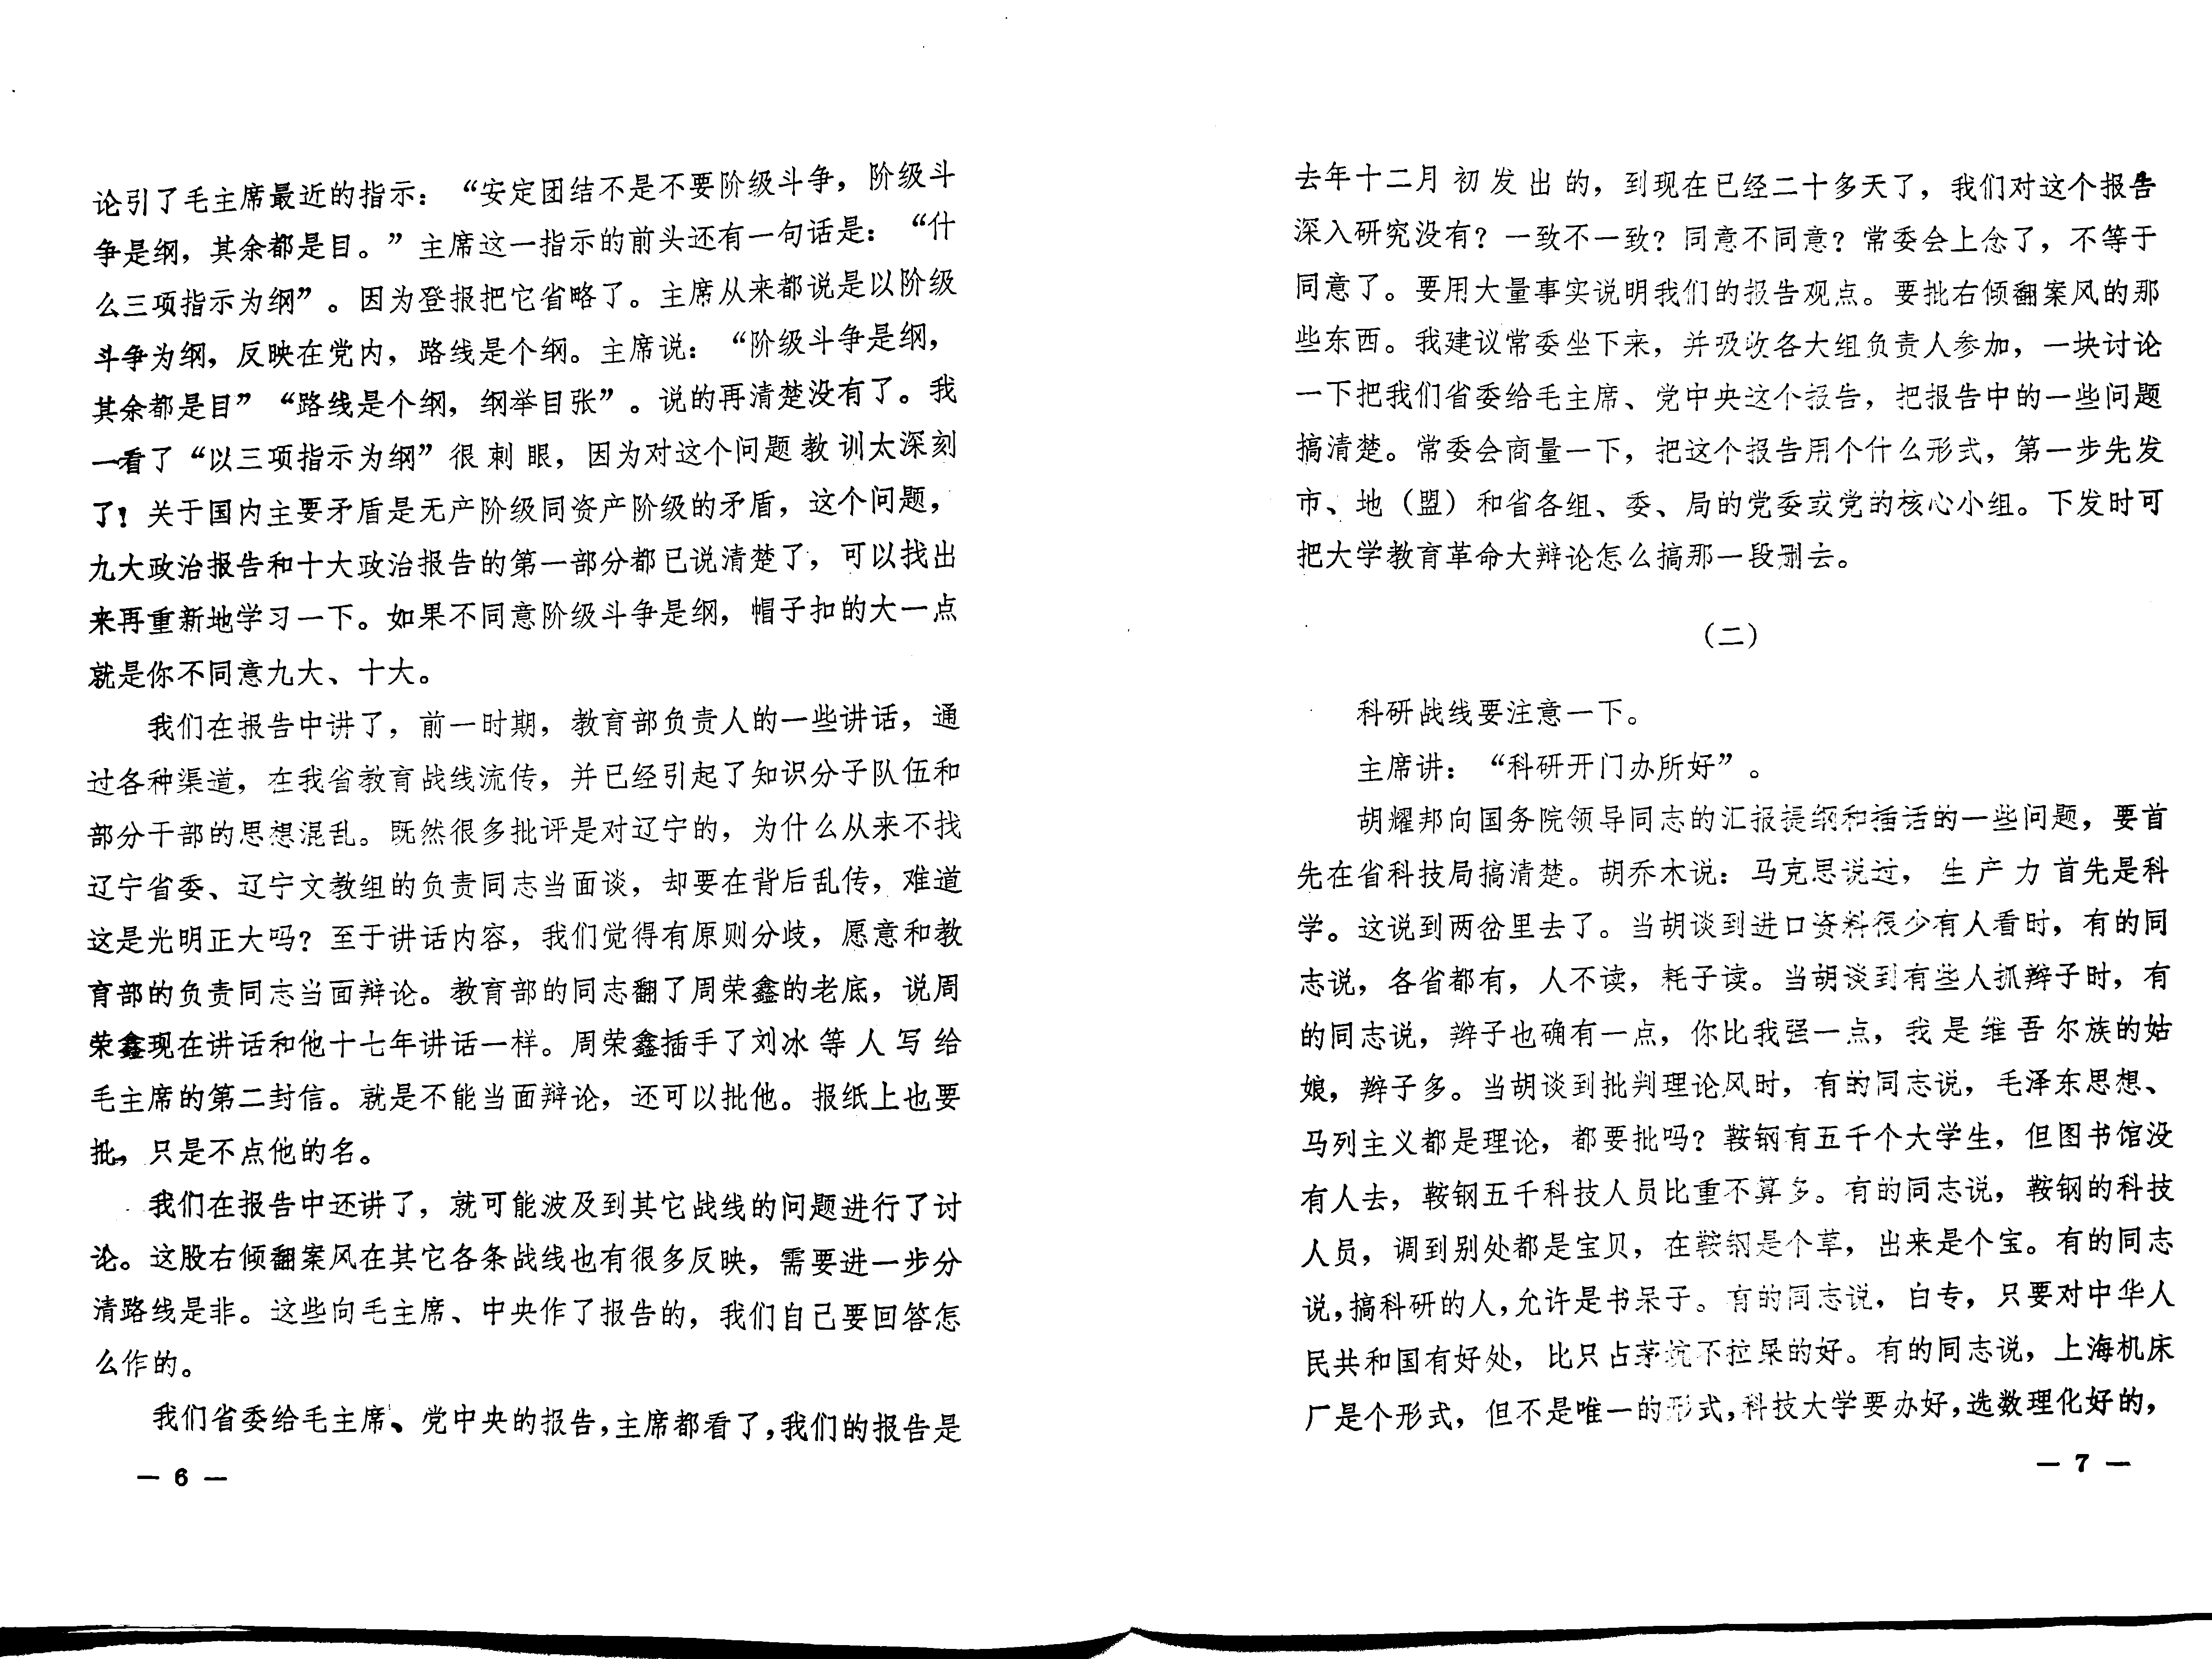 论引了毛主席最近的指示：“安定团结不是不要阶级斗争，阶级斗
争是纲，其余都是目。”主席这一指示的前头还有一句话是：“什
么三项指示为纲”。因为登报把它省略了。主席从来都说是以阶级
斗争为纲，反映在党内，路线是个纲。主席说：“阶级斗争是纲，
其余都是目”“路线是个纲，纲举目张”。说的再清楚没有了。我
一看了“以三项指示为纲”很刺眼，因为对这个问题教训太深刻
了！关于国内主要矛盾是无产阶级同资产阶级的矛盾，这个问题，
九大政治报告和十大政治报告的第一部分都已说清楚了，可以找出
来再重新地学习一下。如果不同意阶级斗争是纲，帽子扣的大一点
就是你不同意九大、十大。
我们在报告中讲了，前一时期，教育部负责人的一些讲话，通
过各种渠道，在我省教育战线流传，并已经引起了知识分子队伍和
部分干部的思想混乱。既然很多批评是对辽宁的，为什么从来不找
辽宁省委、辽宁文教组的负责同志当面谈，却要在背后乱传，难道
这是光明正大吗？至于讲话内容，我们觉得有原则分歧，愿意和教
育部的负责同志当面辩论。教育部的同志翻了周荣鑫的老底，说周
荣鑫现在讲话和他十七年讲话一样。周荣鑫插手了刘冰等人写给
毛主席的第二封信。就是不能当面辩论，还可以批他。报纸上也要
批，只是不点他的名。
我们在报告中还讲了，就可能波及到其它战线的问题进行了讨
论。这股右倾翻案风在其它各条战线也有很多反映，需要进一步分
清路线是非。这些向毛主席、中央作了报告的，我们自己要回答怎
么作的。
我们省委给毛主席、党中央的报告，主席都看了，我们的报告是
— 6 —
去年十二月初发出的，到现在已经二十多天了，我们对这个报告
深入研究没有？一致不一致？同意不同意？常委会上念了，不等于
同意了。要用大量事实说明我们的报告观点。要批右倾翻案风的那
些东西。我建议常委坐下来，并吸收各大组负责人参加，一块讨论
一下把我们省委给毛主席、党中央这个报告，把报告中的一些问题
搞清楚。常委会商量一下，把这个报告用个什么形式，第一步先发
市、地（盟）和省各组、委、局的党委或党的核心小组。下发时可
把大学教育革命大辩论怎么搞那一段删去。
（二）
科研战线要注意一下。
主席讲：“科研开门办所好”。
胡耀邦向国务院领导同志的汇报提纲和插话的一些问题，要首
先在省科技局搞清楚。胡乔木说：马克思说过，生产力首先是科
学。这说到两岔里去了。当胡谈到进口资料很少有人看时，有的同
志说，各省都有，人不读，耗子读。当胡谈到有些人抓辫子时，有
的同志说，辫子也确有一点，你比我强一点，我是维吾尔族的姑
娘，辫子多。当胡谈到批判理论风时，有的同志说，毛泽东思想、
马列主义都是理论，都要批吗？鞍钢有五千个大学生，但图书馆没
有人去，鞍钢五千科技人员比重不算多。有的同志说，鞍钢的科技
人员，调到别处都是宝贝，在鞍钢是个草，出来是个宝。有的同志
说，搞科研的人，允许是书呆子。有的同志说，白专，只要对中华人
民共和国有好处，比只占茅坑不拉屎的好。有的同志说，上海机床
厂是个形式，但不是唯一的形式，科技大学要办好，选数理化好的，
— 7 —